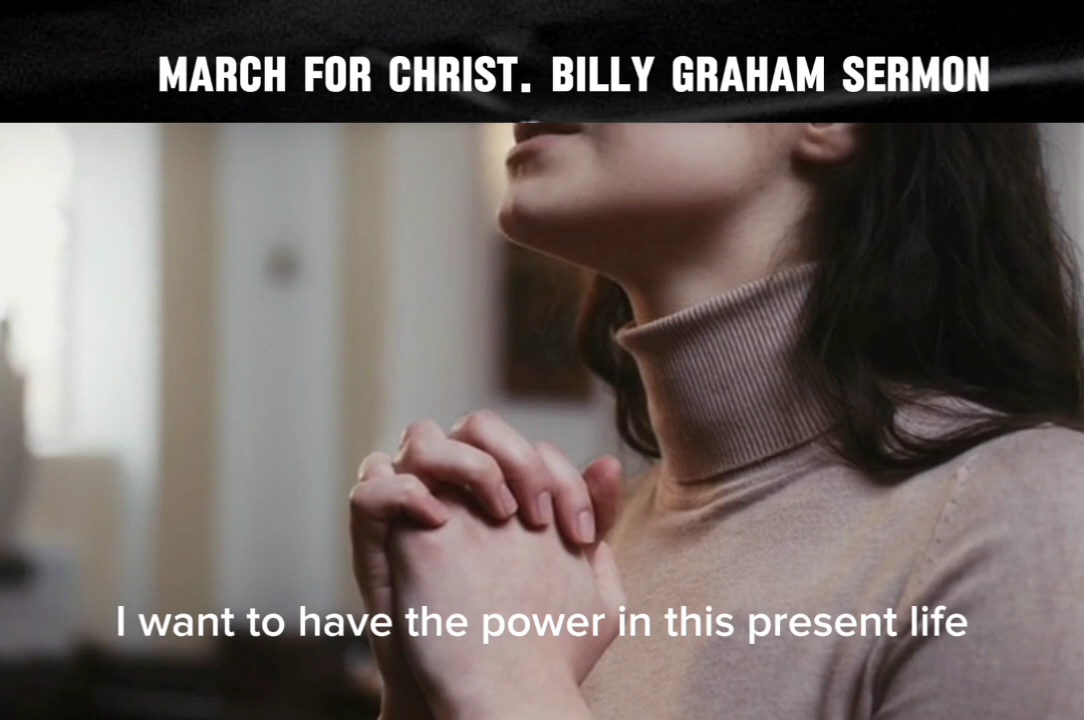 MARCH FOR CHRIST. BILLY GRAHAM SERMON
I want to have the power in this present life